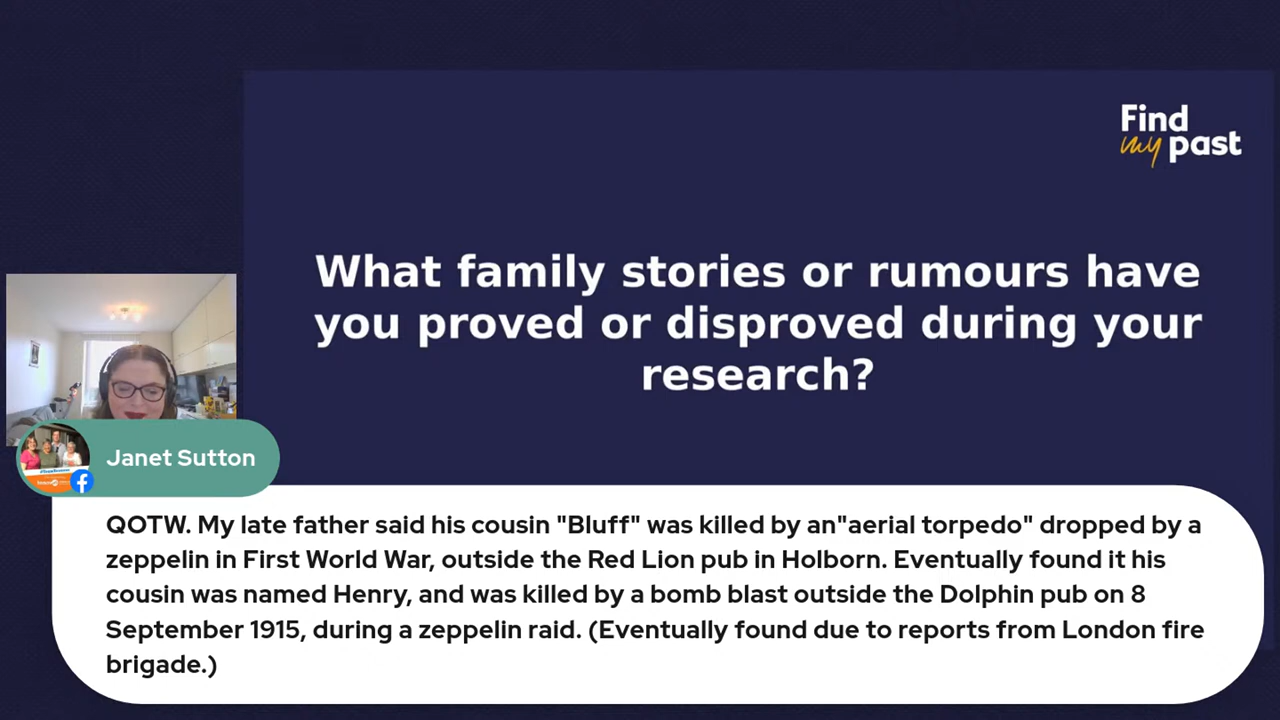 Find
my past
What family stories or rumours have
you proved or disproved during your
research?
Janet Sutton
QOTW. My late father said his cousin "Bluff" was killed by an"aerial torpedo" dropped by a
zeppelin in First World War, outside the Red Lion pub in Holborn. Eventually found it his
cousin was named Henry, and was killed by a bomb blast outside the Dolphin pub on 8
September 1915, during a zeppelin raid. (Eventually found due to reports from London fire
brigade.)